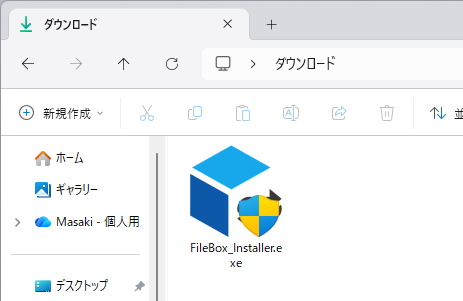 ダウンロード
ダウンロード
新規作成
並
ホーム
ギャラリー
Masaki - 個人用
デスクトップ
FileBox_Installer.e
xe